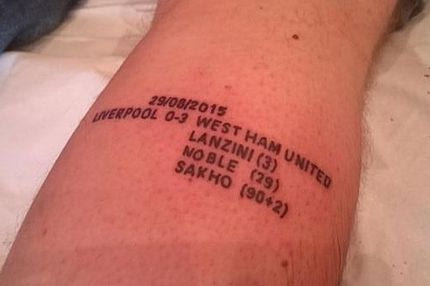 29/08/2015
LIVERPOOL 0-3 WEST HAM UNITED
LANZINI (3)
NOBLE (29)
SAKHO (90+2)